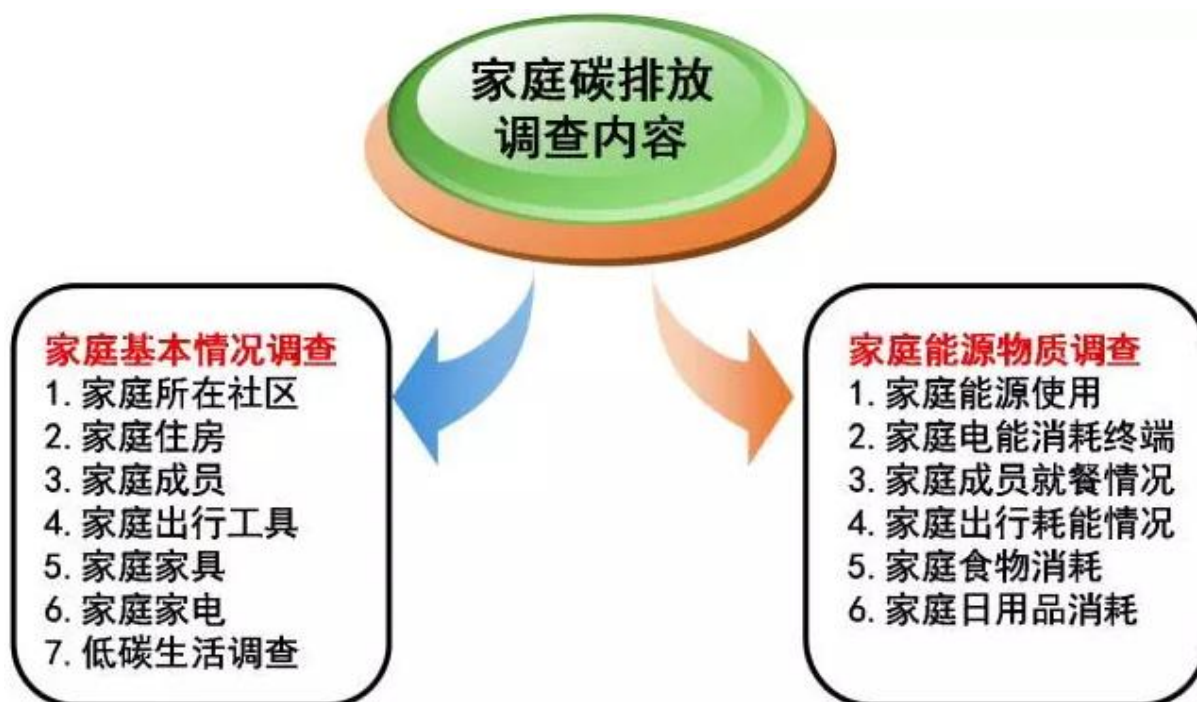 家庭碳排放
调查内容
家庭基本情况调查
1.家庭所在社区
2.家庭住房
3.家庭成员
4.家庭出行工具
5.家庭家具
6.家庭家电
7.低碳生活调查
家庭能源物质调查
1.家庭能源使用
2.家庭电能消耗终端
3.家庭成员就餐情况
4.家庭出行耗能情况
5.家庭食物消耗
6.家庭日用品消耗